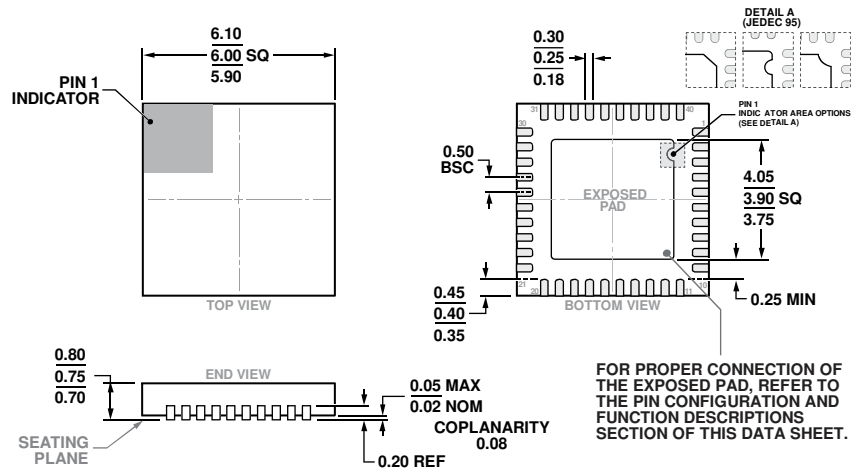 DETAIL A
(JEDEC 95)
6.10
6.00 SQ
5.90
0.30
0.25
0.18
PIN 1
INDICATOR
31
40
30
1
PIN 1
INDIC ATOR AREA OPTIONS
(SEE DETAIL A)
0.50
BSC
EXPOSED
PAD
4.05
3.90 SQ
3.75
0.45
0.40
0.35
21
20
11
10
0.25 MIN
TOP VIEW
BOTTOM VIEW
0.80
0.75
0.70
END VIEW
0.05 MAX
0.02 NOM
COPLANARITY
0.08
SEATING
PLANE
0.20 REF
FOR PROPER CONNECTION OF
THE EXPOSED PAD, REFER TO
THE PIN CONFIGURATION AND
FUNCTION DESCRIPTIONS
SECTION OF THIS DATA SHEET.